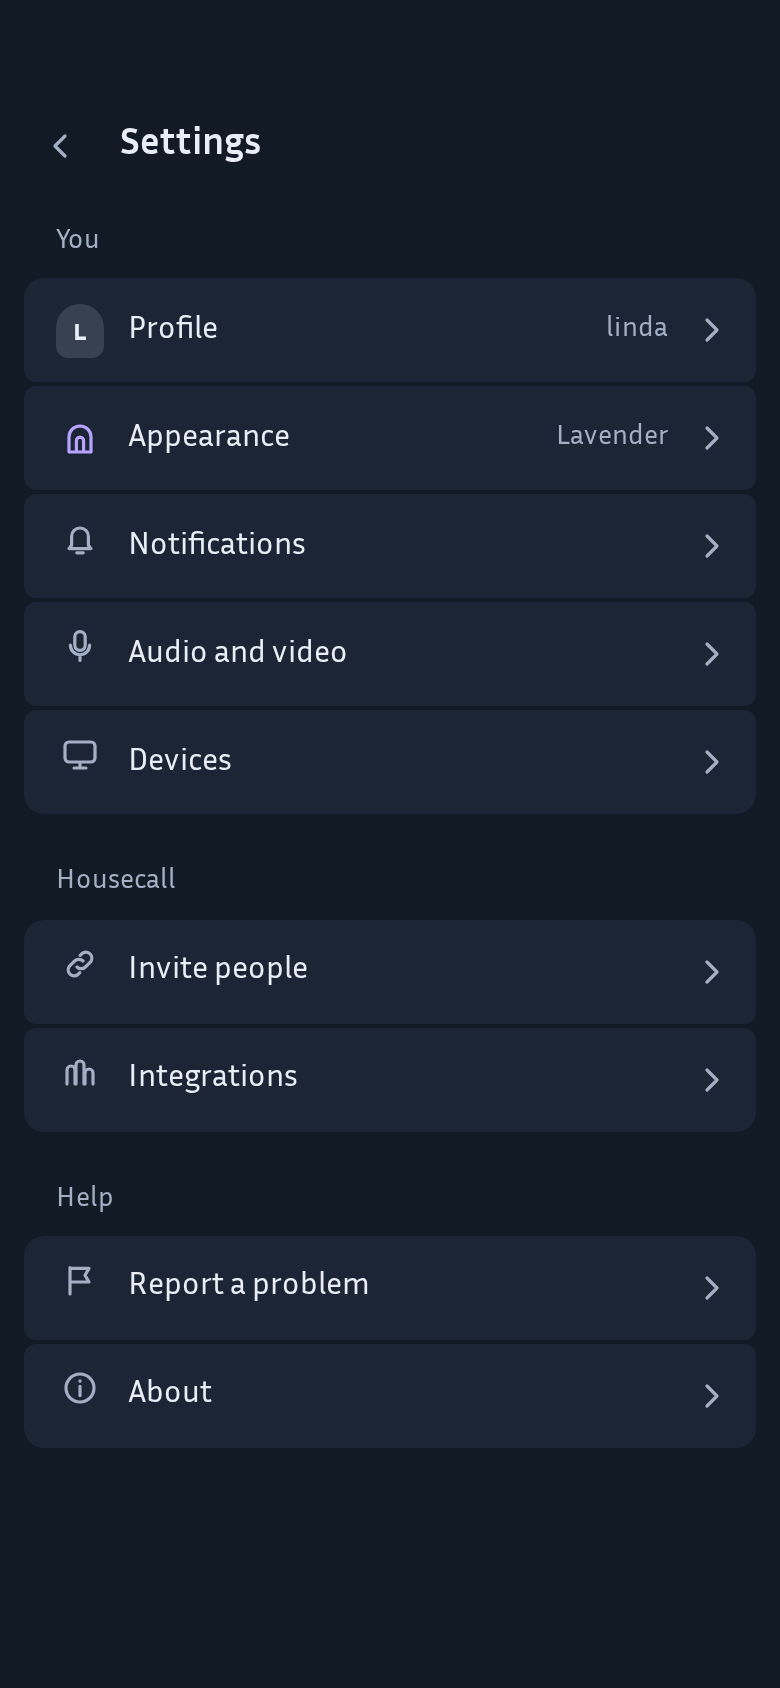 Settings
You
L Profile linda
Appearance Lavender
Notifications
Audio and video
Devices
Housecall
Invite people
Integrations
Help
Report a problem
About